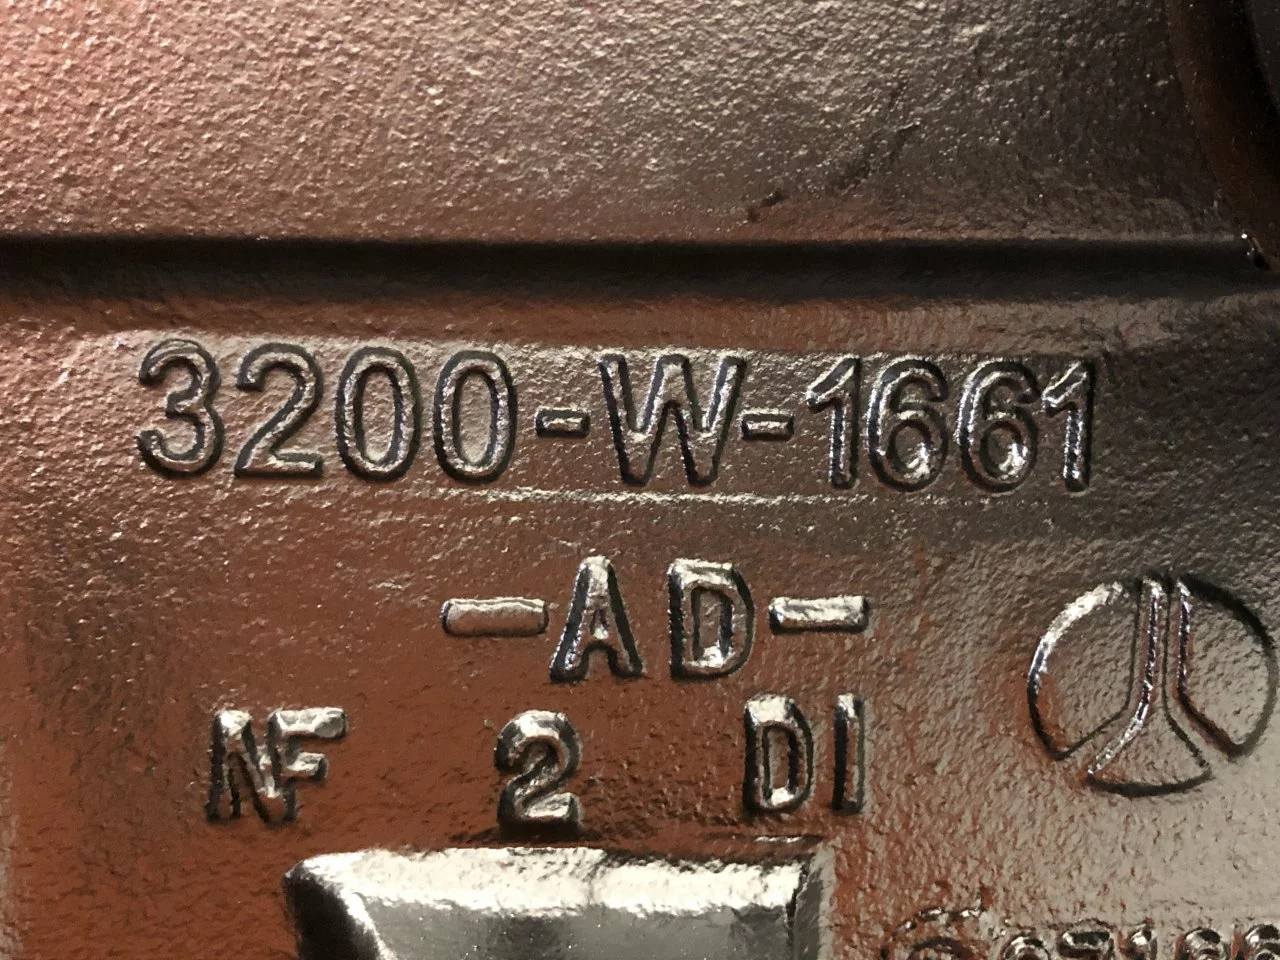 3200-W-1661
-AD-
NF 2 DI